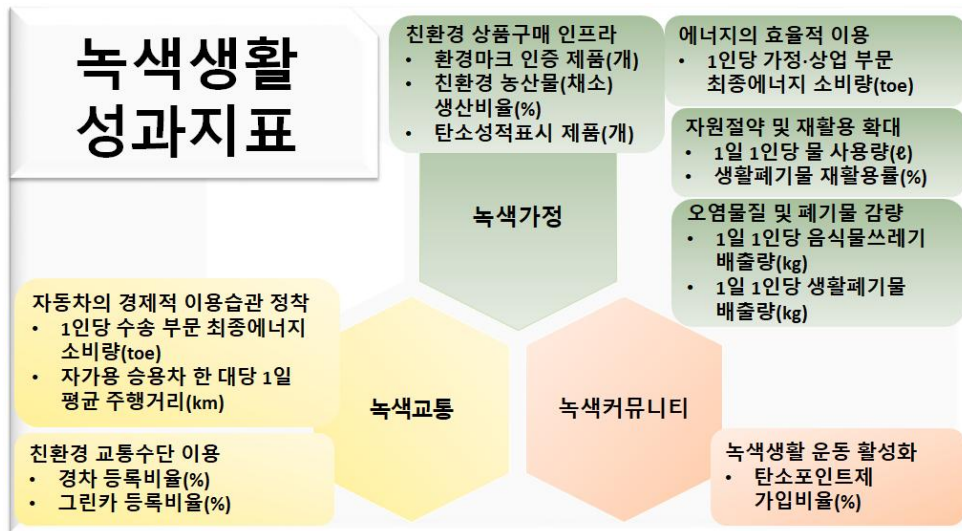 녹색생활
성과지표
친환경 상품구매 인프라
• 환경마크 인증 제품(개)
• 친환경 농산물(채소)
생산비율(%)
• 탄소성적표시 제품(개)
에너지의 효율적 이용
• 1인당 가정·상업 부문
최종에너지 소비량(toe)
자원절약 및 재활용 확대
• 1일 1인당 물 사용량(ℓ)
• 생활폐기물 재활용률(%)
오염물질 및 폐기물 감량
• 1일 1인당 음식물쓰레기
배출량(kg)
• 1일 1인당 생활폐기물
배출량(kg)
녹색가정
자동차의 경제적 이용습관 정착
• 1인당 수송 부문 최종에너지
소비량(toe)
• 자가용 승용차 한 대당 1일
평균 주행거리(km)
친환경 교통수단 이용
• 경차 등록비율(%)
• 그린카 등록비율(%)
녹색교통
녹색커뮤니티
녹색생활 운동 활성화
• 탄소포인트제
가입비율(%)